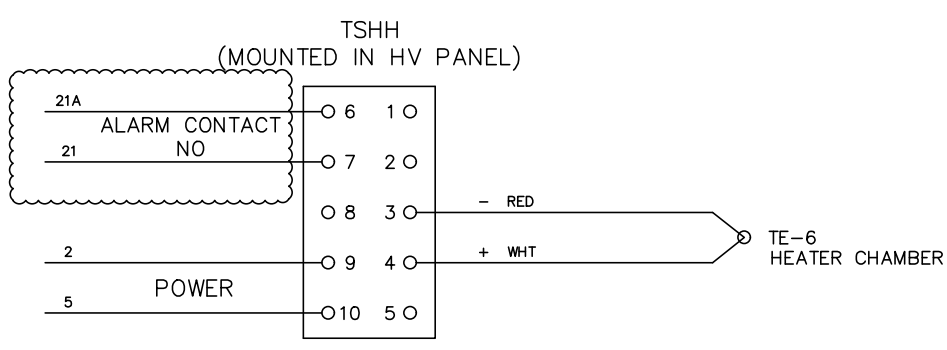 TSHH
(MOUNTED IN HV PANEL)
21A
6 1
ALARM CONTACT
NO
21
7 2
8 3
- RED
TE-6
HEATER CHAMBER
2
9 4
+ WHT
POWER
5
10 5